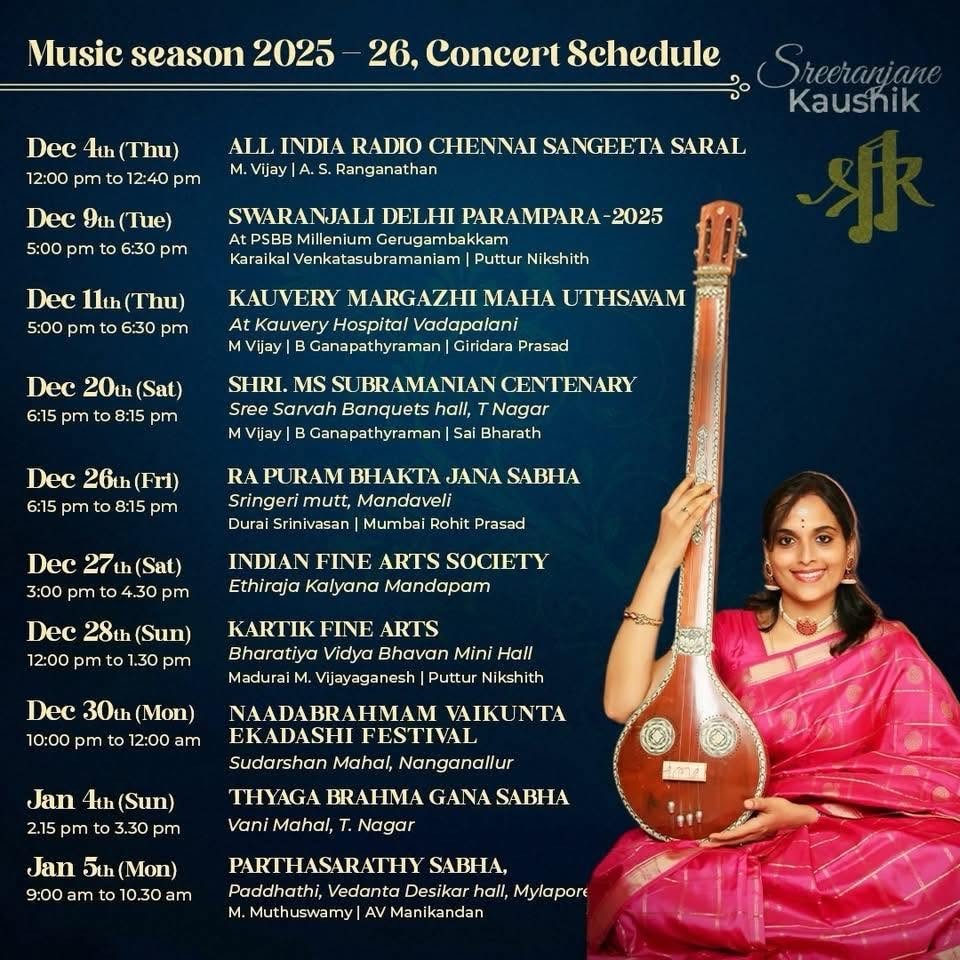 Music season 2025 – 26, Concert Schedule
Sreeranjane
Kaushik
Dec 4th (Thu)
12:00 pm to 12:40 pm
ALL INDIA RADIO CHENNAI SANGEETA SARAL
M. Vijay | A. S. Ranganathan
Dec 9th (Tue)
5:00 pm to 6:30 pm
SWARANJALI DELHI PARAMPARA-2025
At PSBB Millenium Gerugambakkam
Karaikal Venkatasubramaniam | Puttur Nikshith
Dec 11th (Thu)
5:00 pm to 6:30 pm
KAUVERY MARGAZHI MAHA UTHSAVAM
At Kauvery Hospital Vadapalani
M Vijay | B Ganapathyraman | Giridara Prasad
Dec 20th (Sat)
6:15 pm to 8:15 pm
SHRI. MS SUBRAMANIAN CENTENARY
Sree Sarvah Banquets hall, T Nagar
M Vijay | B Ganapathyraman | Sai Bharath
Dec 26th (Fri)
6:15 pm to 8:15 pm
RA PURAM BHAKTA JANA SABHA
Sringeri mutt, Mandaveli
Durai Srinivasan | Mumbai Rohit Prasad
Dec 27th (Sat)
3:00 pm to 4.30 pm
INDIAN FINE ARTS SOCIETY
Ethiraja Kalyana Mandapam
Dec 28th (Sun)
12:00 pm to 1.30 pm
KARTIK FINE ARTS
Bharatiya Vidya Bhavan Mini Hall
Madurai M. Vijayaganesh | Puttur Nikshith
Dec 30th (Mon)
10:00 pm to 12:00 am
NAADABRAHMAM VAIKUNTA
EKADASHI FESTIVAL
Sudarshan Mahal, Nanganallur
Jan 4th (Sun)
2.15 pm to 3.30 pm
THYAGA BRAHMA GANA SABHA
Vani Mahal, T. Nagar
Jan 5th (Mon)
9:00 am to 10.30 am
PARTHASARATHY SABHA,
Paddhathi, Vedanta Desikar hall, Mylapore
M. Muthuswamy | AV Manikandan